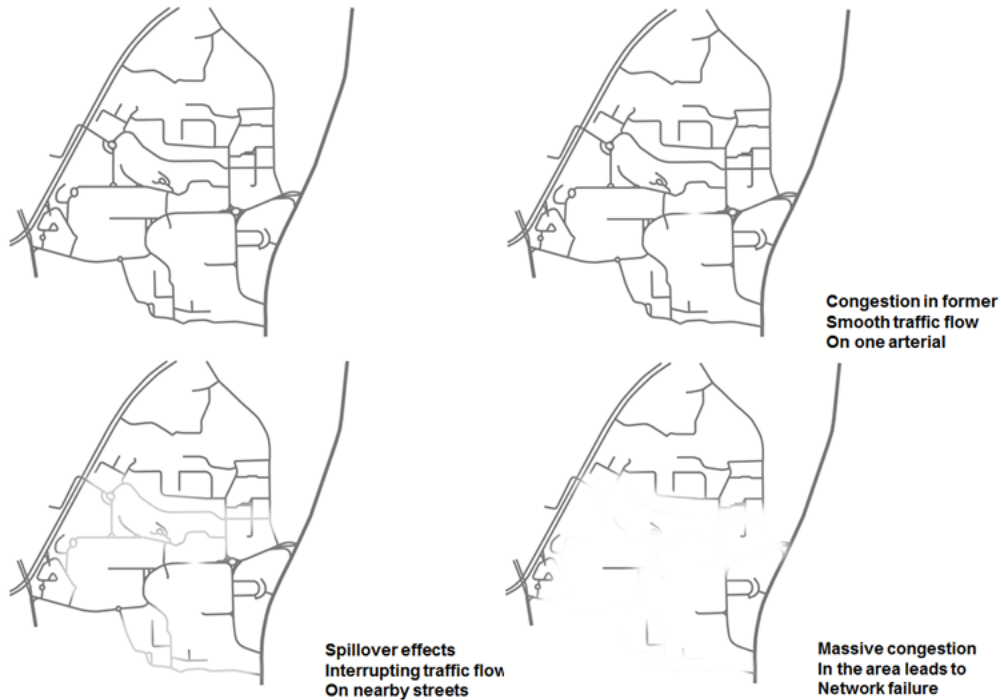 Congestion in former
Smooth traffic flow
On one arterial
Spillover effects
Interrupting traffic flow
On nearby streets
Massive congestion
In the area leads to
Network failure